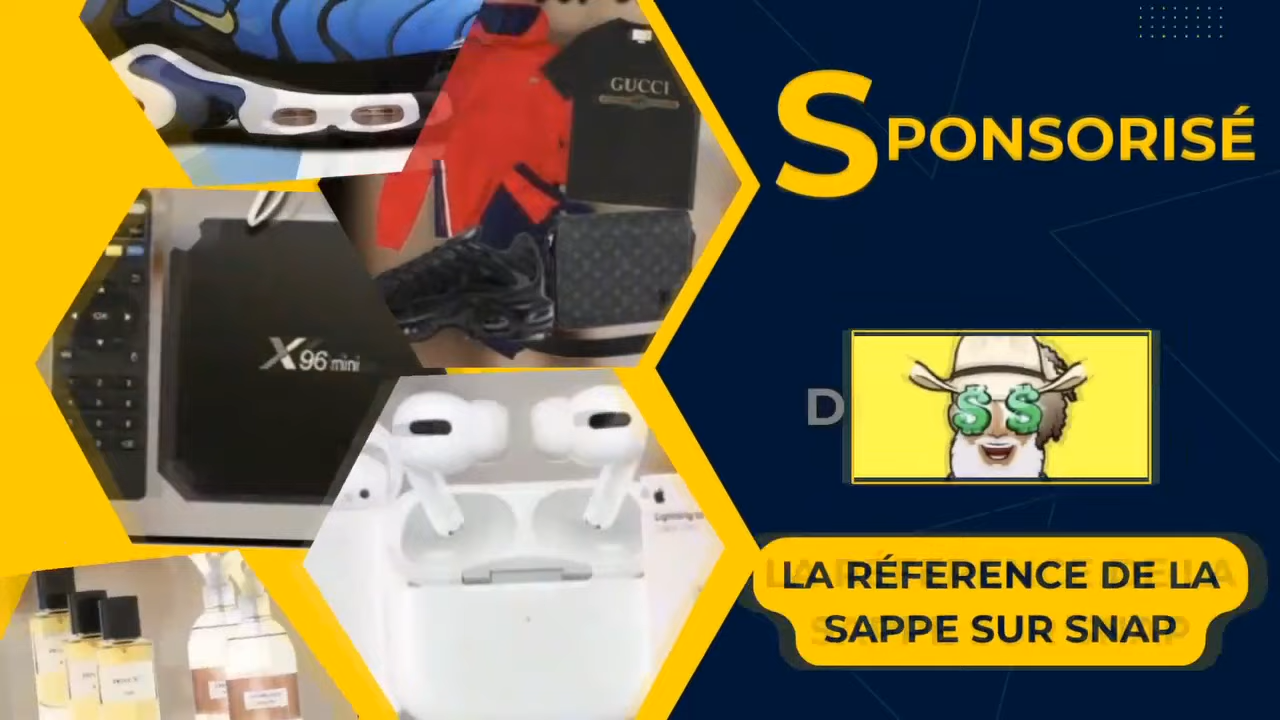 SPONSORISÉ
GUCCI
X96 mini
D
LA RÉFERENCE DE LA
SAPPE SUR SNAP